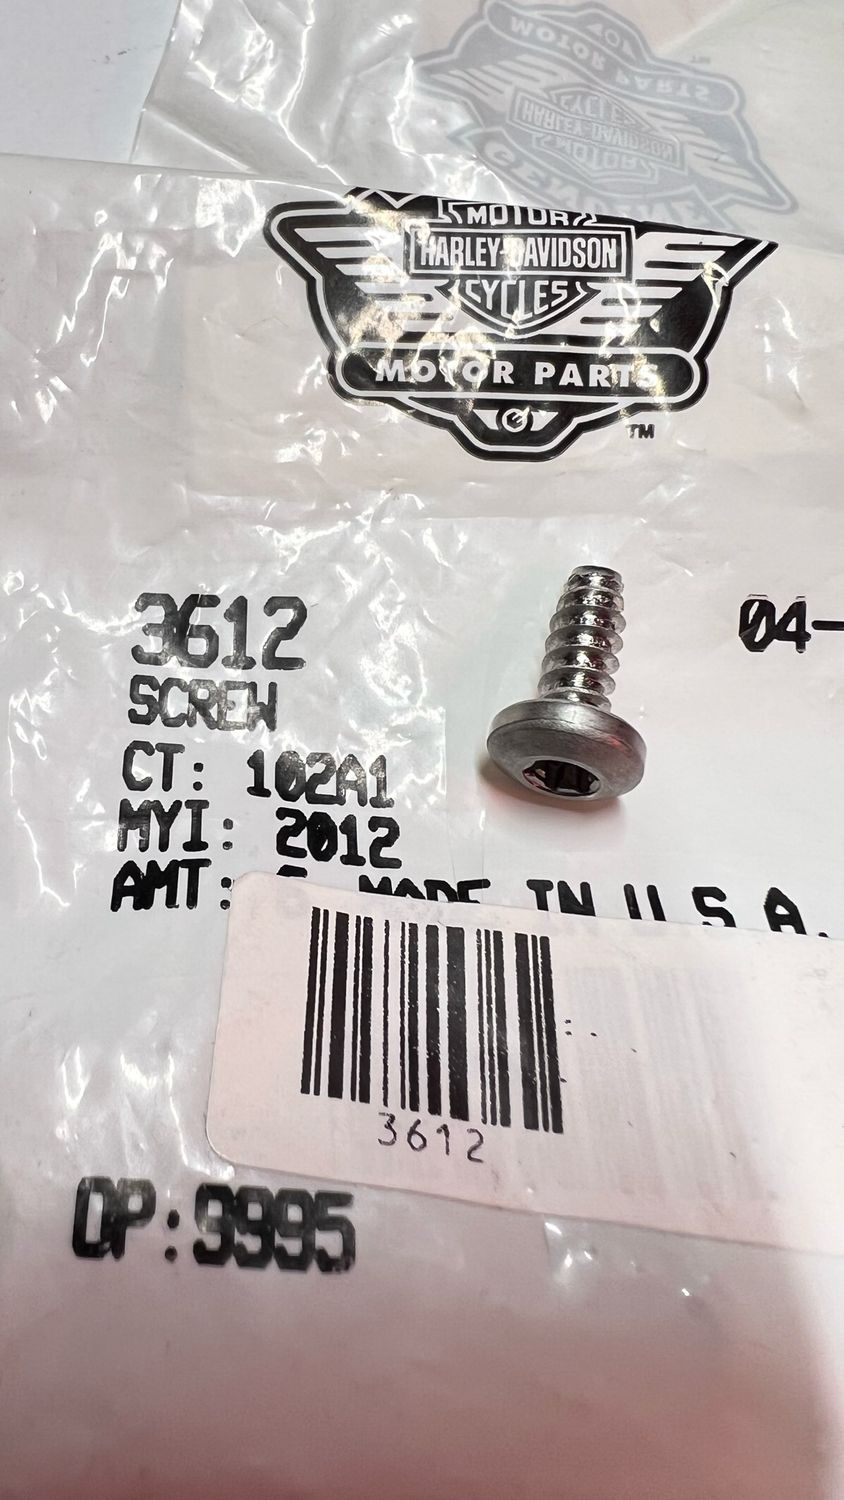 MOTOR
HARLEY-DAVIDSON
CYCLES
MOTOR PARTS
TM
3612
SCREW
04-
CT: 102A1
MYI: 2012
AMT: MADE IN U.S.A.
3612
OP:9995